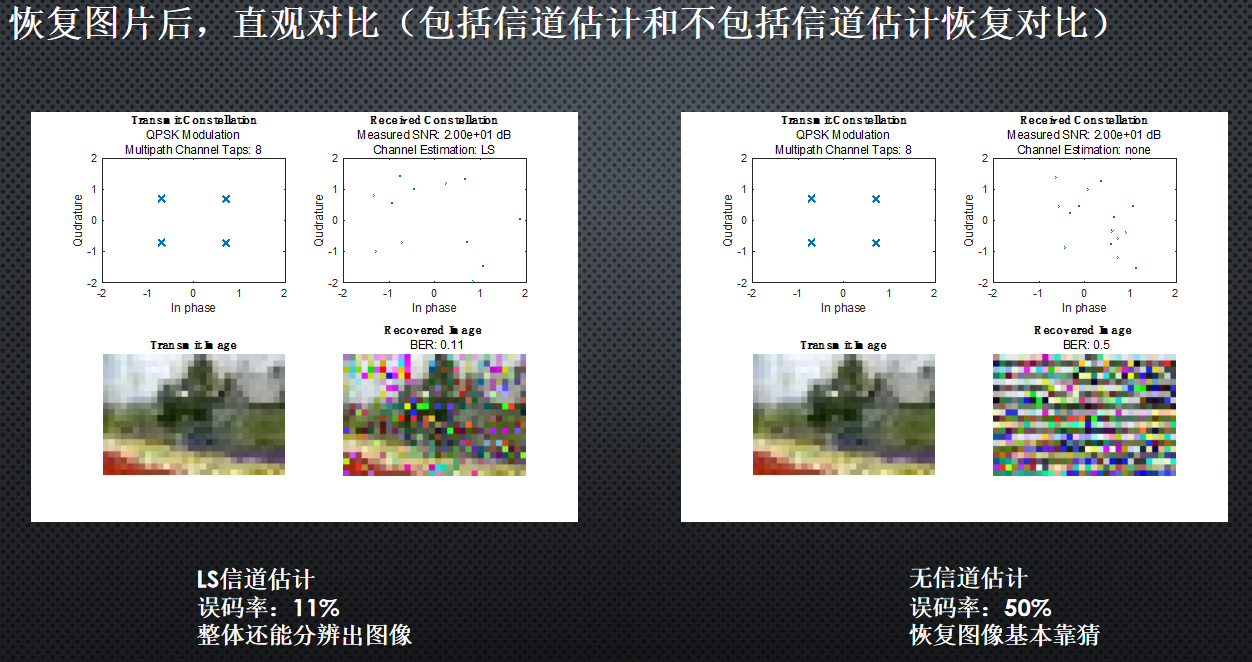 恢复图片后，直观对比（包括信道估计和不包括信道估计恢复对比）
Transmit Constellation
QPSK Modulation
Multipath Channel Taps: 8
2
1
0
-1
-2
Qudrature
-2
-1
0
1
2
In phase
Received Constellation
Measured SNR: 2.00e+01 dB
Channel Estimation: LS
2
1
0
-1
-2
Qudrature
-2
-1
0
1
2
In phase
Transmit Image
Recovered Image
BER: 0.11
Transmit Constellation
QPSK Modulation
Multipath Channel Taps: 8
2
1
0
-1
-2
Qudrature
-2
-1
0
1
2
In phase
Received Constellation
Measured SNR: 2.00e+01 dB
Channel Estimation: none
2
1
0
-1
-2
Qudrature
-2
-1
0
1
2
In phase
Transmit Image
Recovered Image
BER: 0.5
LS信道估计
误码率：11%
整体还能分辨出图像
无信道估计
误码率：50%
恢复图像基本靠猜